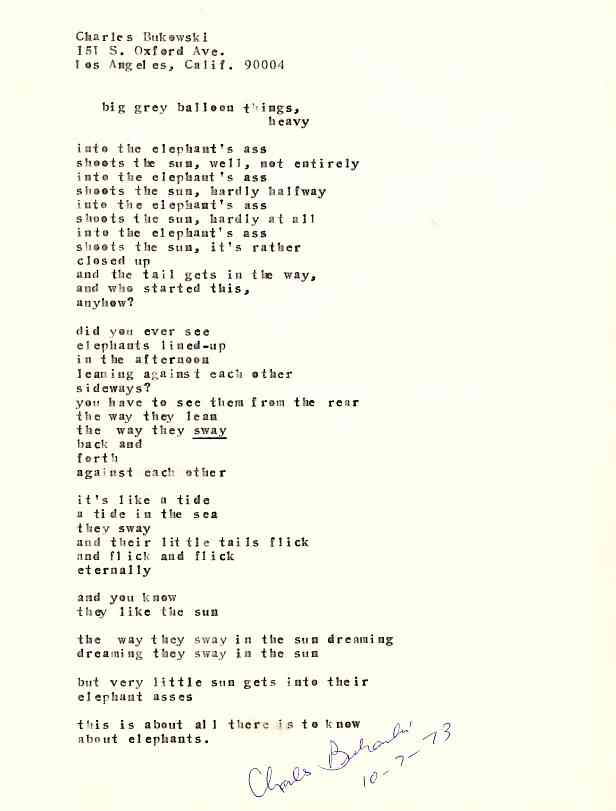 Charles Bukowski
151 S. Oxford Ave.
Los Angeles, Calif. 90004
big grey balloon things,
heavy
into the elephant's ass
shoots the sun, well, not entirely
into the elephant's ass
shoots the sun, hardly halfway
into the elephant's ass
shoots the sun, hardly at all
into the elephant's ass
shoots the sun, it's rather
closed up
and the tail gets in the way,
and who started this,
anyhow?
did you ever see
elephants lined-up
in the afternoon
leaning against each other
sideways?
you have to see them from the rear
the way they lean
the way they sway
back and
forth
against each other
it's like a tide
a tide in the sea
they sway
and their little tails flick
and flick and flick
eternally
and you know
they like the sun
the way they sway in the sun dreaming
dreaming they sway in the sun
but very little sun gets into their
elephant asses
this is about all there is to know
about elephants.
Charles Bukowski
10-7-73